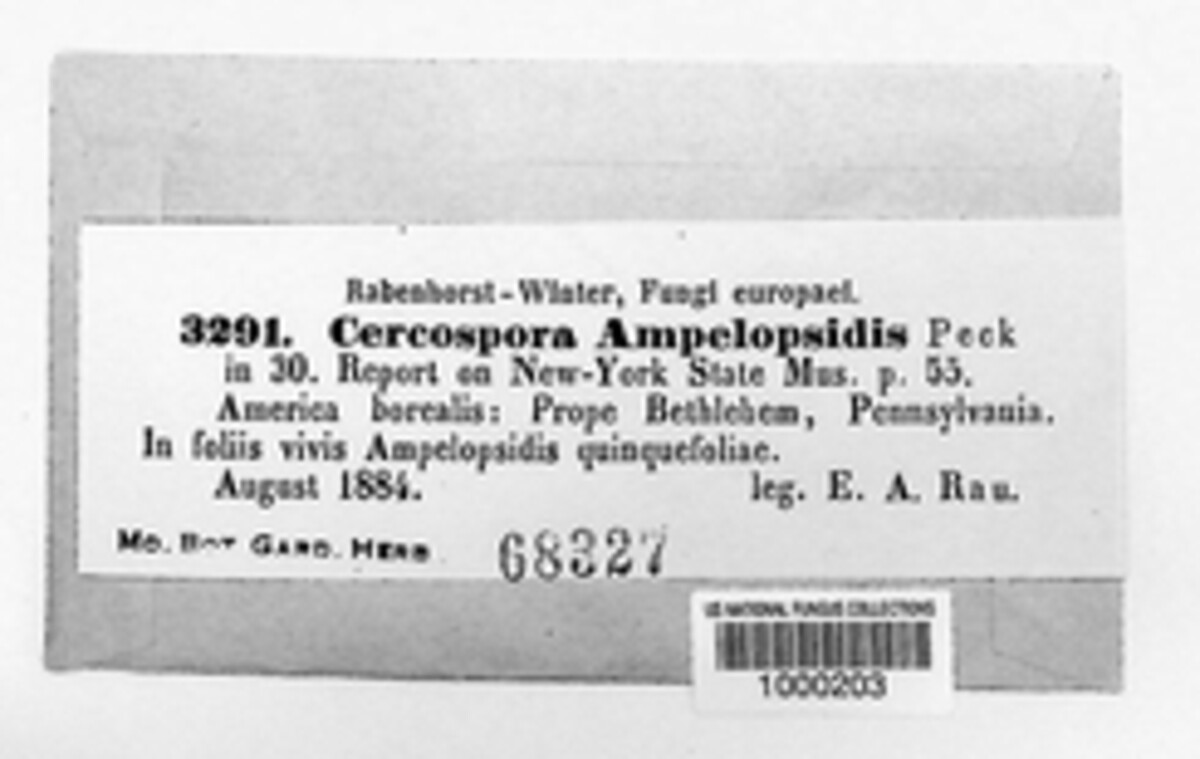 Rabenhorst-Winter, Fungi europaei.
3291. Cercospora Ampelopsidis Peck
in 30. Report on New-York State Mus. p. 55.
America borealis: Prope Bethlehem, Pennsylvania.
In foliis vivis Ampelopsidis quinquefoliae.
August 1884. leg. E. A. Rau.
MO. BOT GARD. HERB. 68327
US NATIONAL FUNGUS COLLECTIONS
1000203